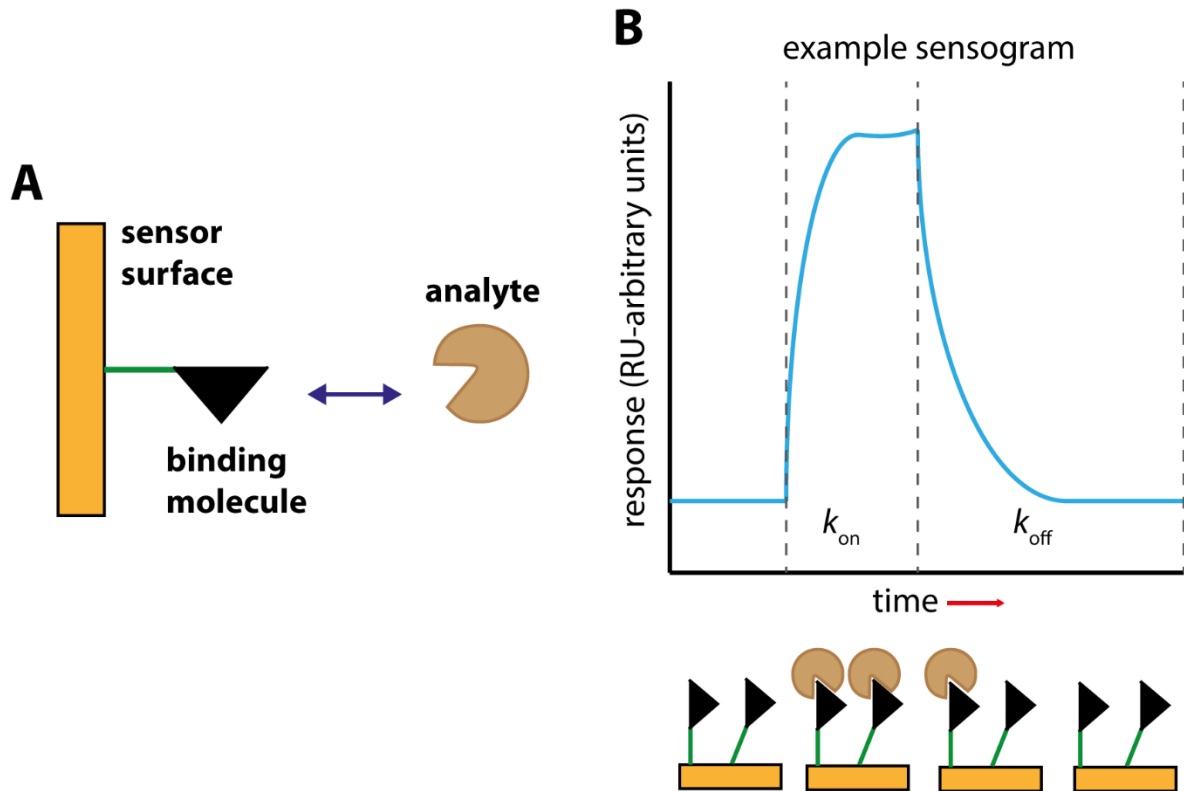 A
sensor
surface
analyte
binding
molecule
B
example sensogram
response (RU-arbitrary units)
kon
koff
time